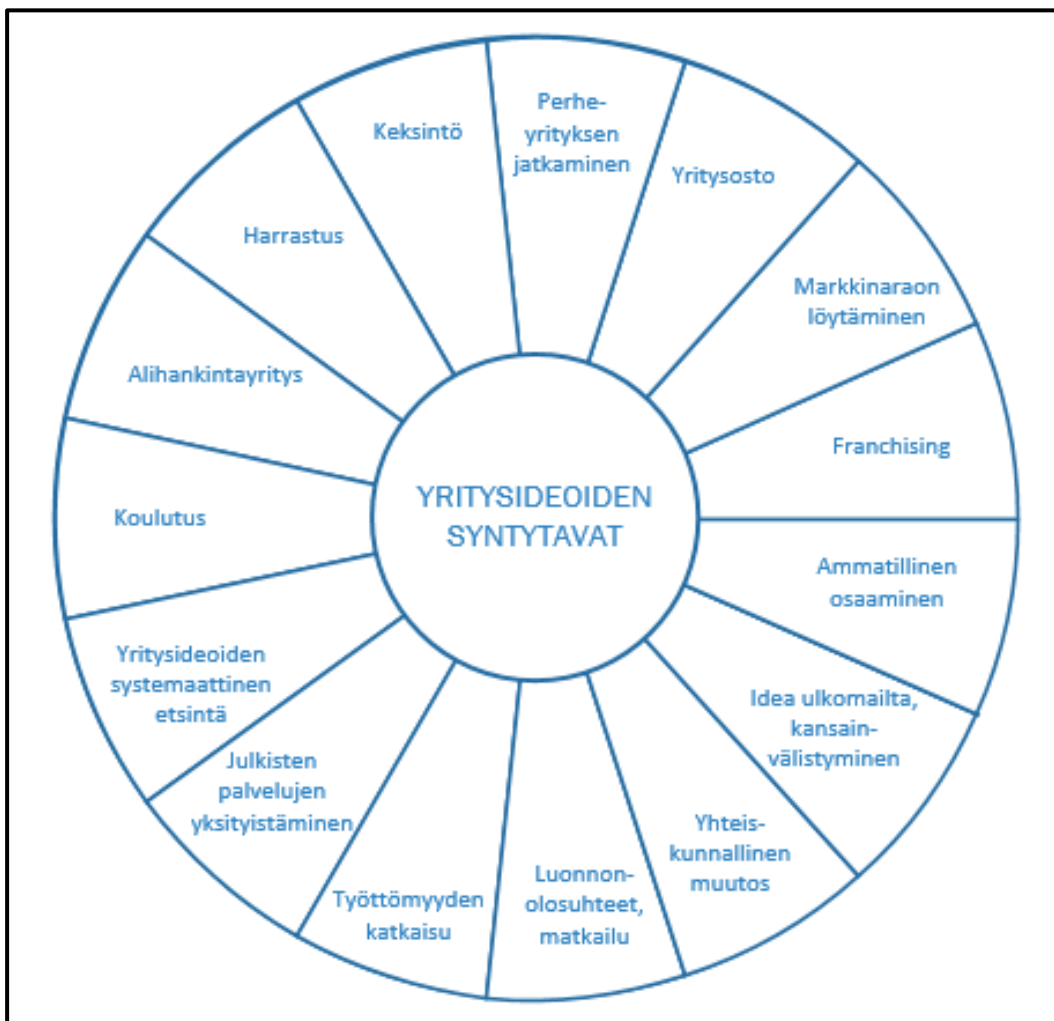 YRITYSIDEOIDEN
SYNTYTAVAT
Perhe-
yrityksen
jatkaminen
Yritysosto
Markkinaraon
löytäminen
Franchising
Ammatillinen
osaaminen
Idea ulkomailta,
kansain-
välistyminen
Yhteis-
kunnallinen
muutos
Luonnon-
olosuhteet,
matkailu
Työttömyyden
katkaisu
Julkisten
palvelujen
yksityistäminen
Yritysideoiden
systemaattinen
etsintä
Koulutus
Alihankintayritys
Harrastus
Keksintö